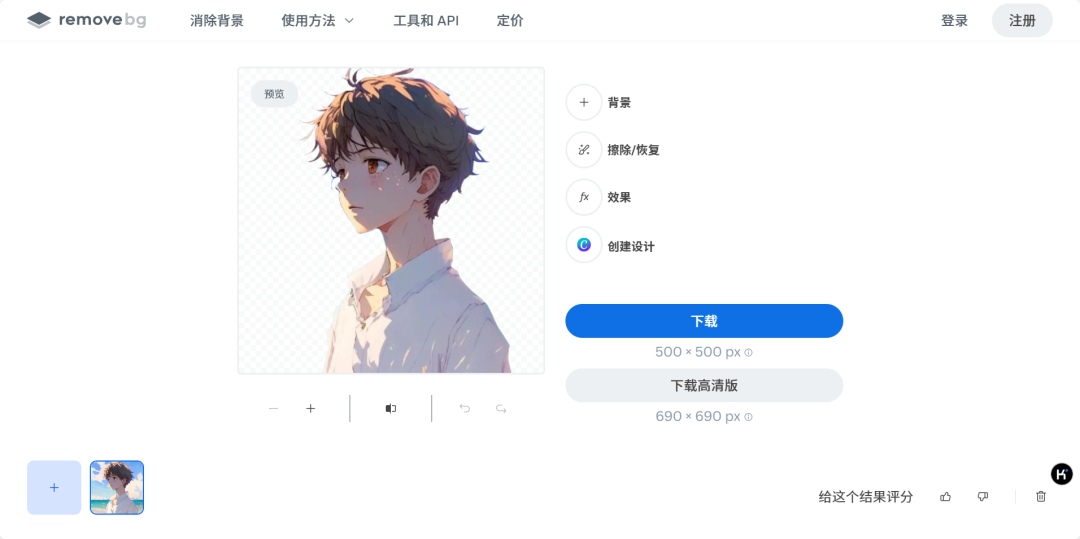 removebg 消除背景 使用方法 工具和 API 定价 登录 注册
预览
背景
擦除/恢复
fx 效果
C 创建设计
下载
500 × 500 px
下载高清版
690 × 690 px
给这个结果评分